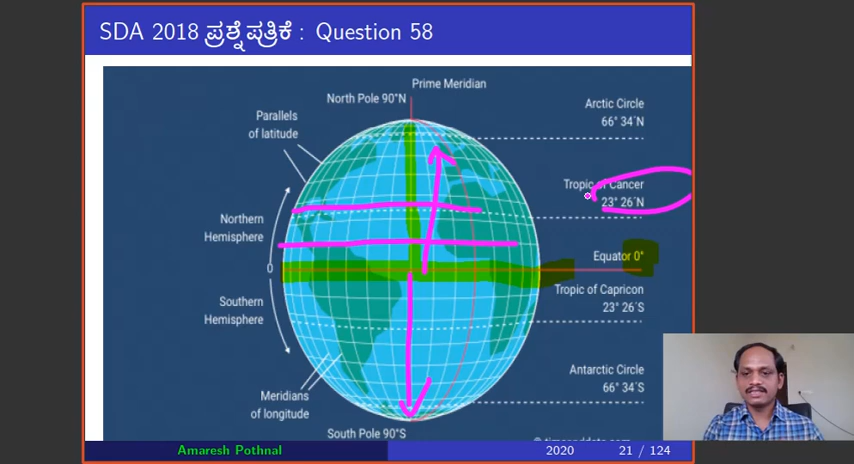 SDA 2018 ಪ್ರಶ್ನೆಪತ್ರಿಕೆ : Question 58
Prime Meridian
North Pole 90°N
Arctic Circle
66° 34´N
Parallels
of latitude
Tropic of Cancer
23° 26´N
Northern
Hemisphere
Equator 0°
0
Tropic of Capricorn
23° 26´S
Southern
Hemisphere
Antarctic Circle
66° 34´S
Meridians
of longitude
South Pole 90°S
Amaresh Pothnal
2020
21 / 124